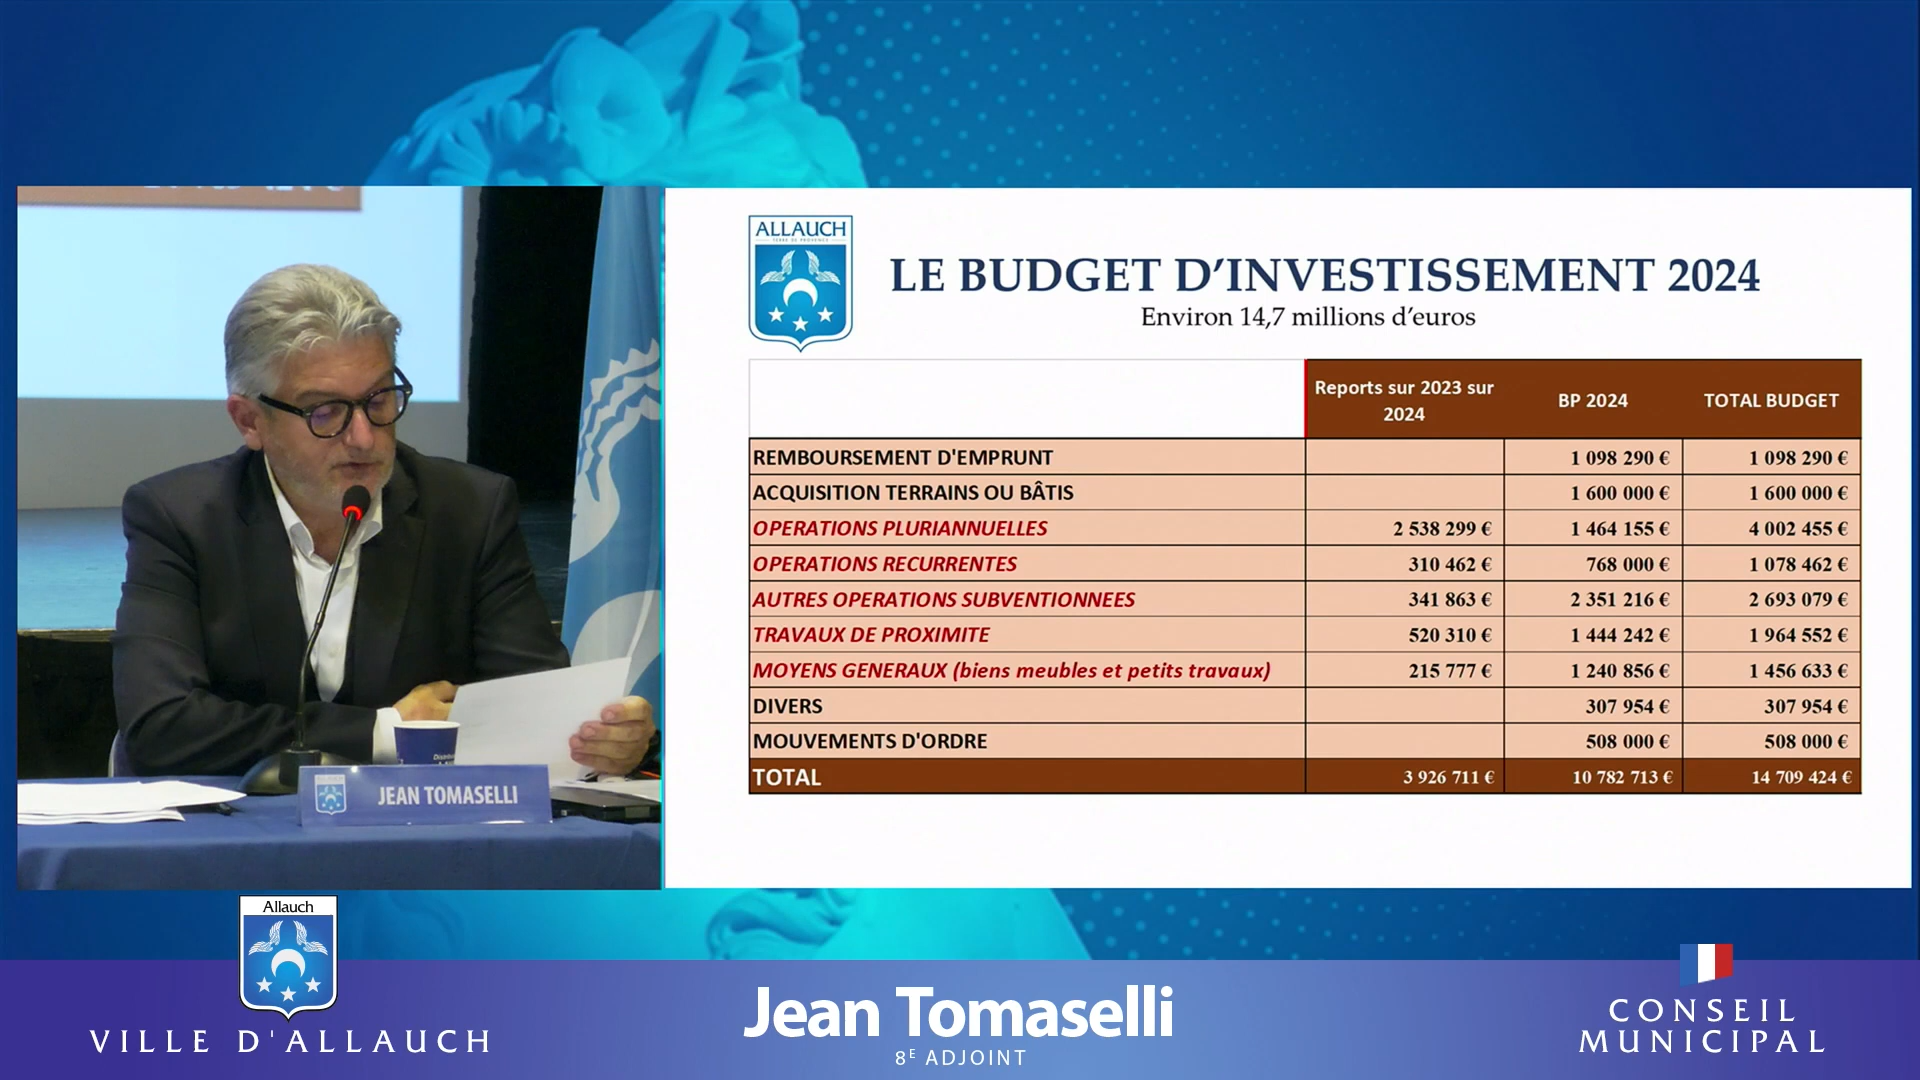 ALLAUCH
TERRE DE PROVENCE
LE BUDGET D’INVESTISSEMENT 2024
Environ 14,7 millions d’euros
Reports sur 2023 sur 2024 BP 2024 TOTAL BUDGET
REMBOURSEMENT D'EMPRUNT 1 098 290 € 1 098 290 €
ACQUISITION TERRAINS OU BÂTIS 1 600 000 € 1 600 000 €
OPERATIONS PLURIANNUELLES 2 538 299 € 1 464 155 € 4 002 455 €
OPERATIONS RECURRENTES 310 462 € 768 000 € 1 078 462 €
AUTRES OPERATIONS SUBVENTIONNEES 341 863 € 2 351 216 € 2 693 079 €
TRAVAUX DE PROXIMITE 520 310 € 1 444 242 € 1 964 552 €
MOYENS GENERAUX (biens meubles et petits travaux) 215 777 € 1 240 856 € 1 456 633 €
DIVERS 307 954 € 307 954 €
MOUVEMENTS D'ORDRE 508 000 € 508 000 €
TOTAL 3 926 711 € 10 782 713 € 14 709 424 €
JEAN TOMASELLI
Allauch
VILLE D'ALLAUCH
Jean Tomaselli
8E ADJOINT
CONSEIL
MUNICIPAL